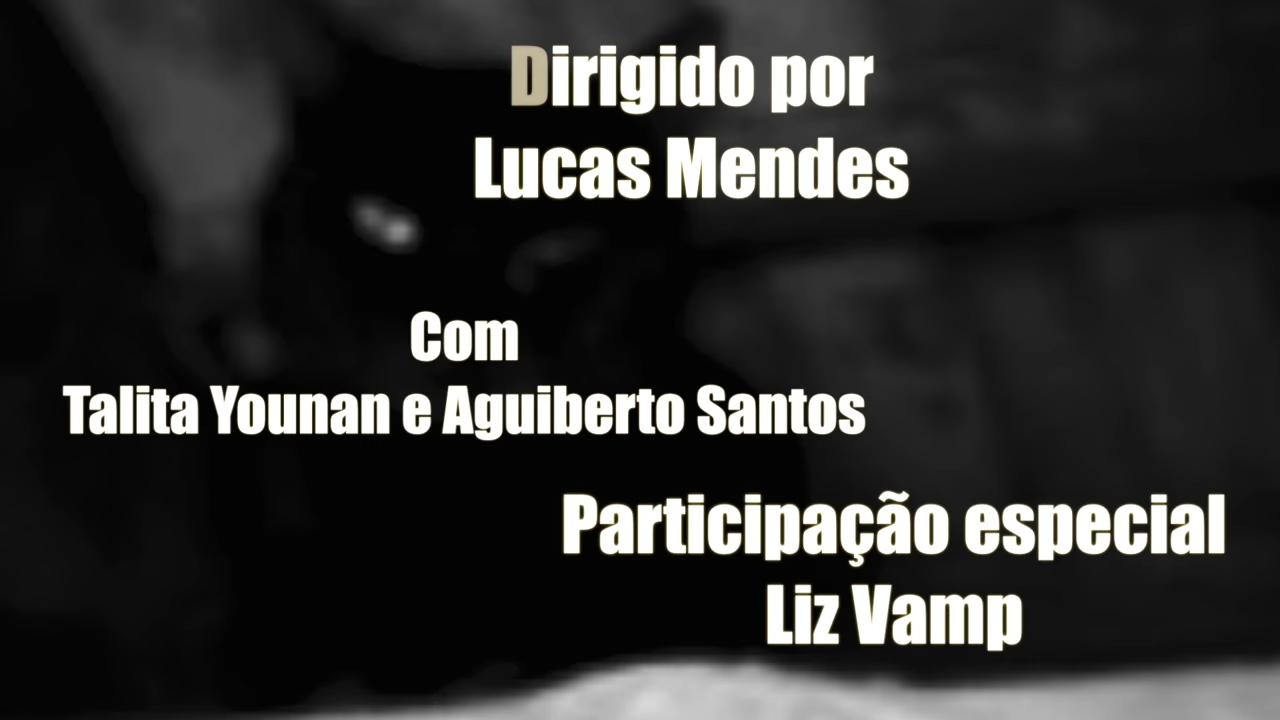 Dirigido por
Lucas Mendes
Com
Talita Younan e Aguiberto Santos
Participação especial
Liz Vamp